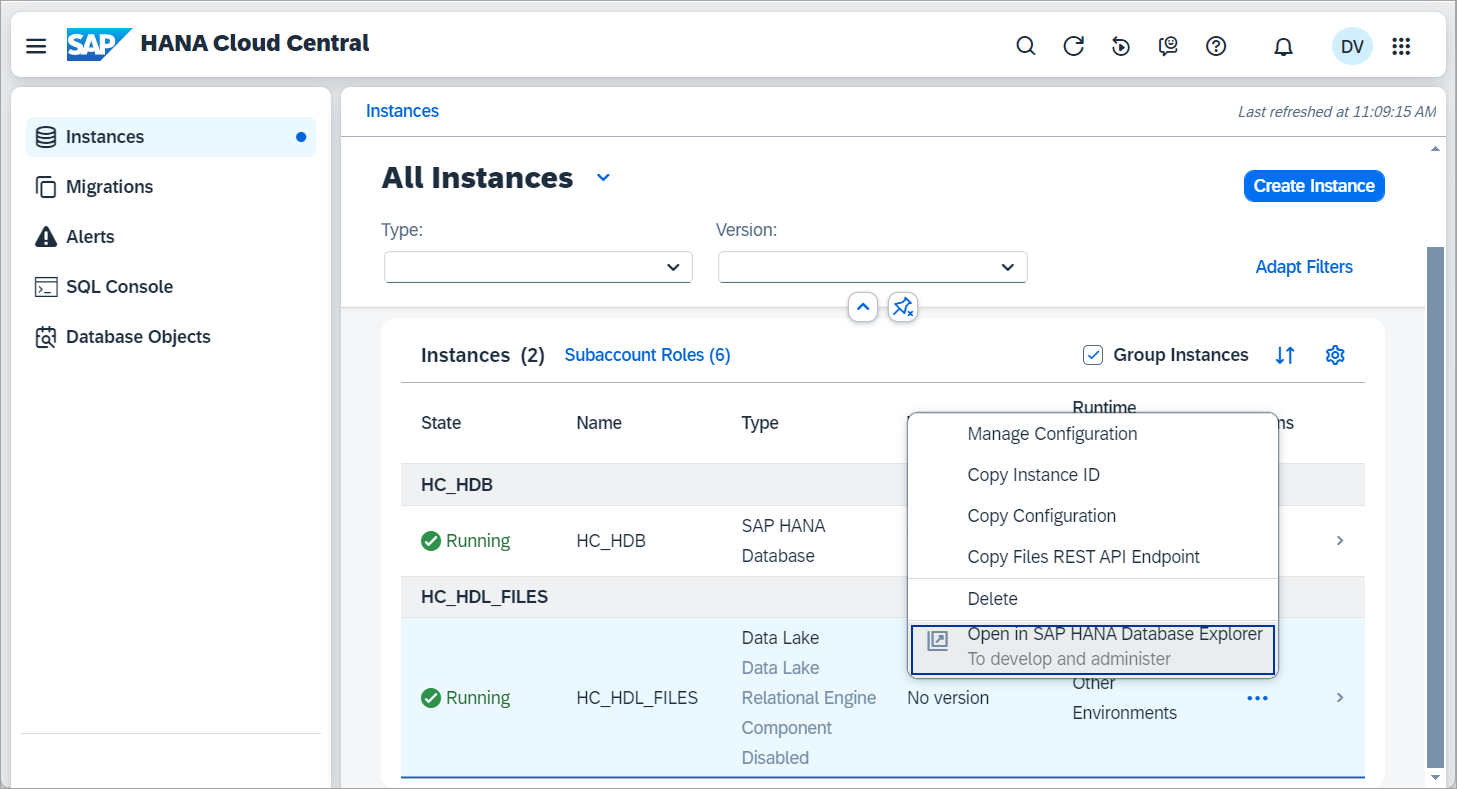 SAP HANA Cloud Central
DV
Instances
Migrations
Alerts
SQL Console
Database Objects
Instances
Last refreshed at 11:09:15 AM
All Instances
Create Instance
Type:
Version:
Adapt Filters
Instances (2)
Subaccount Roles (6)
Group Instances
State
Name
Type
Runtime
ns
HC_HDB
Running
HC_HDB
SAP HANA
Database
HC_HDL_FILES
Running
HC_HDL_FILES
Data Lake
Data Lake
Relational Engine
Component
Disabled
No version
Other
Environments
Manage Configuration
Copy Instance ID
Copy Configuration
Copy Files REST API Endpoint
Delete
Open in SAP HANA Database Explorer
To develop and administer